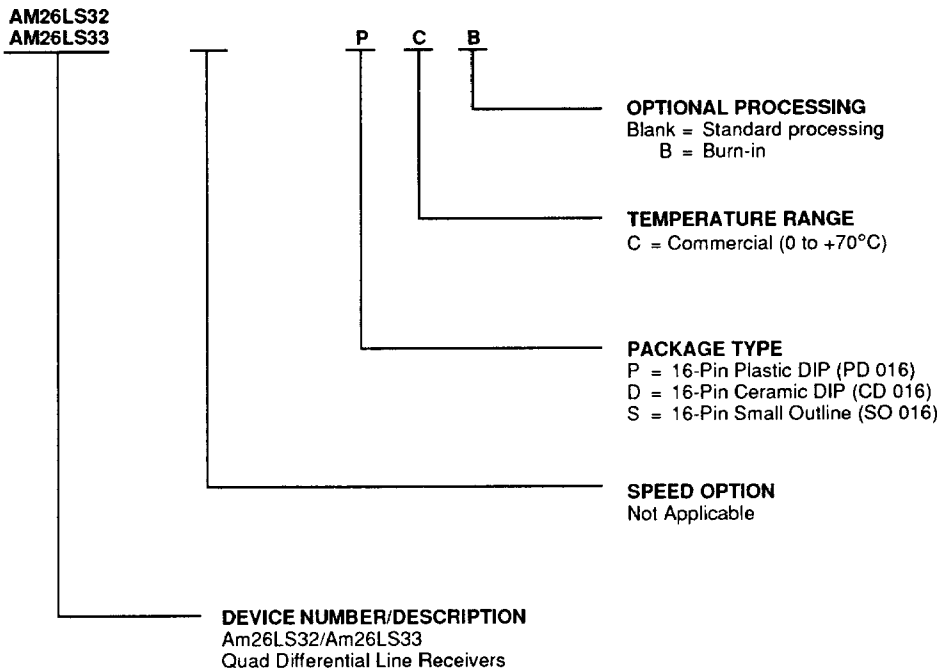 AM26LS32
AM26LS33
P C B
OPTIONAL PROCESSING
Blank = Standard processing
B = Burn-in
TEMPERATURE RANGE
C = Commercial (0 to +70°C)
PACKAGE TYPE
P = 16-Pin Plastic DIP (PD 016)
D = 16-Pin Ceramic DIP (CD 016)
S = 16-Pin Small Outline (SO 016)
SPEED OPTION
Not Applicable
DEVICE NUMBER/DESCRIPTION
Am26LS32/Am26LS33
Quad Differential Line Receivers